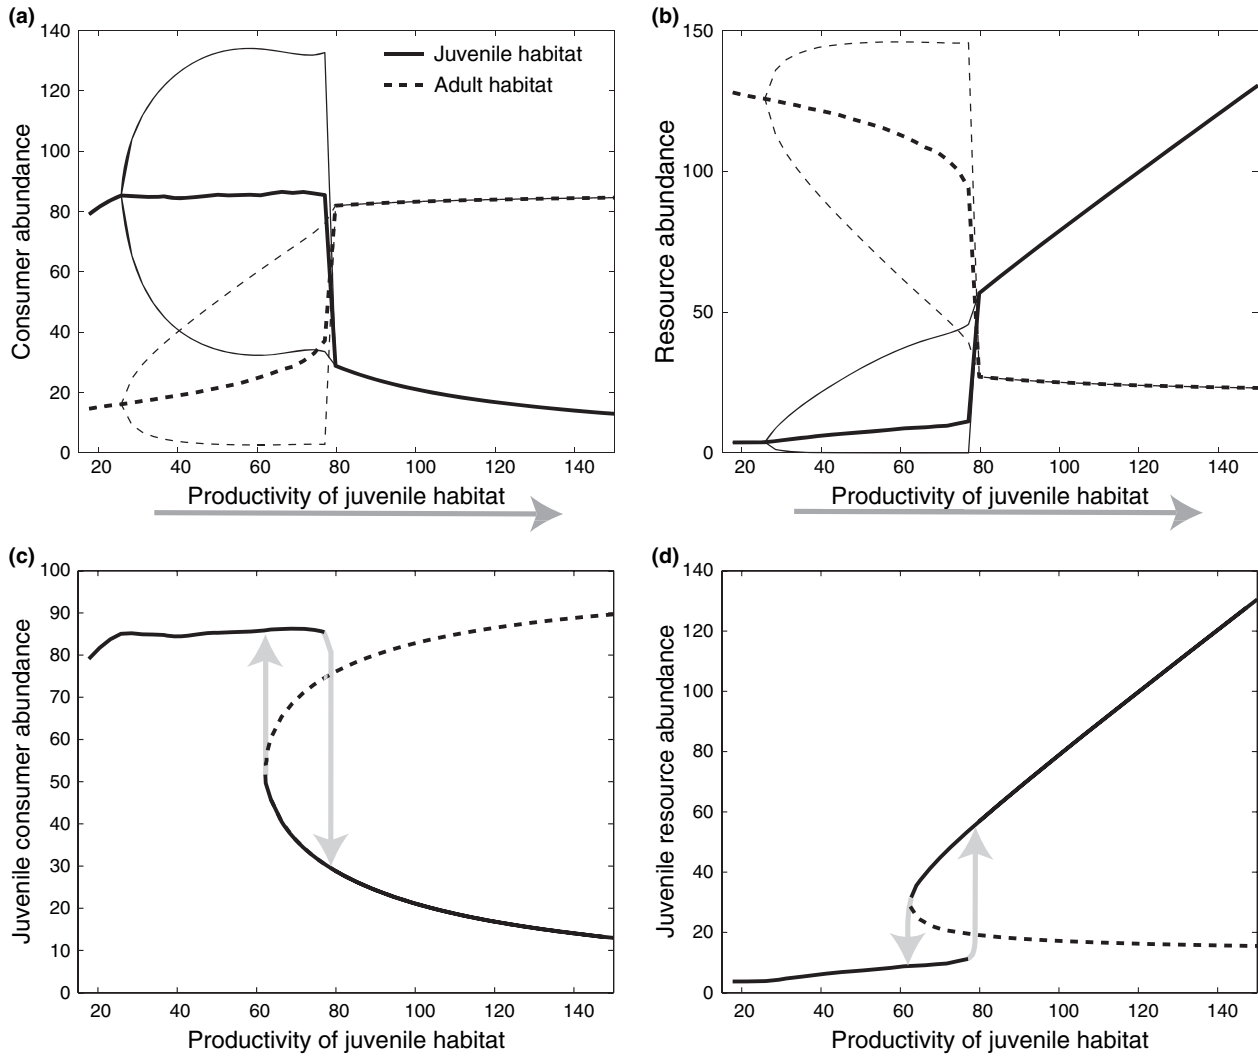 (a)
140
120
100
80
60
40
20
0
Consumer abundance
Juvenile habitat
Adult habitat
20 40 60 80 100 120 140
Productivity of juvenile habitat
(b)
150
100
50
0
Resource abundance
20 40 60 80 100 120 140
Productivity of juvenile habitat
(c)
100
90
80
70
60
50
40
30
20
10
0
Juvenile consumer abundance
20 40 60 80 100 120 140
Productivity of juvenile habitat
(d)
140
120
100
80
60
40
20
0
Juvenile resource abundance
20 40 60 80 100 120 140
Productivity of juvenile habitat